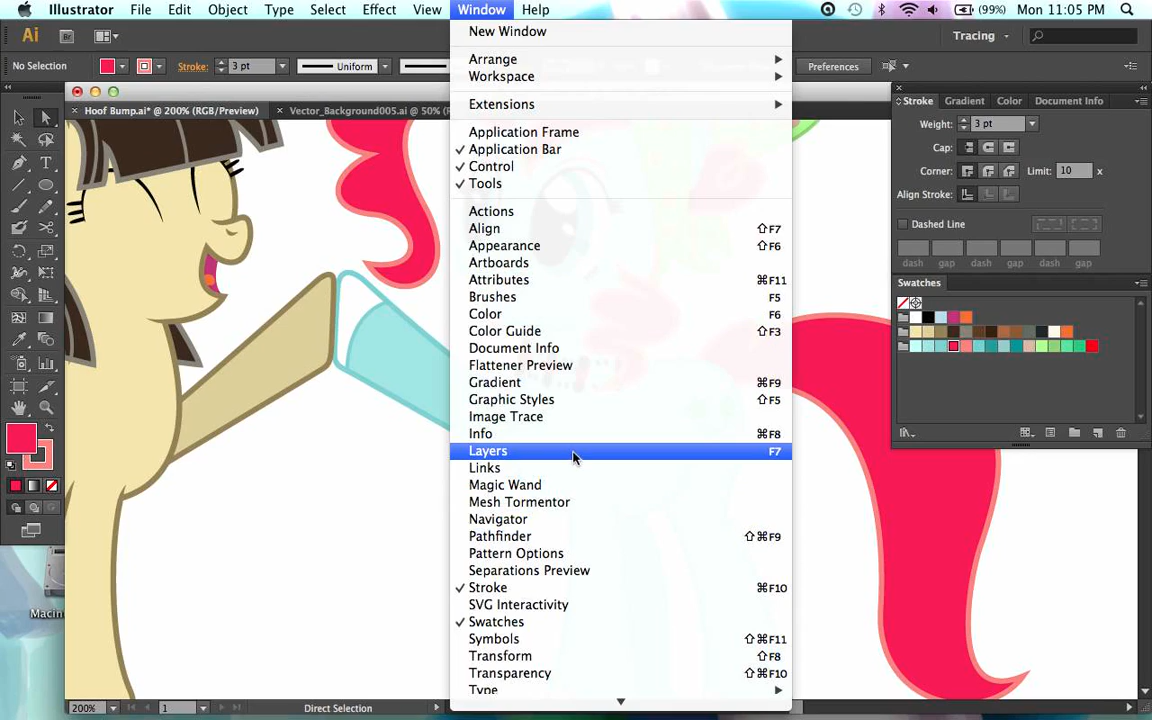 Illustrator File Edit Object Type Select Effect View Window Help (99%) Mon 11:05 PM
Ai Br Tracing
No Selection Stroke: 3 pt Uniform Preferences
Hoof Bump.ai* @ 200% (RGB/Preview) Vector_Background005.ai @ 50% (F
New Window
Arrange
Workspace
Extensions
Application Frame
Application Bar
Control
Tools
Actions
Align ⇧F7
Appearance ⇧F6
Artboards
Attributes ⌘F11
Brushes F5
Color F6
Color Guide ⇧F3
Document Info
Flattener Preview
Gradient ⌘F9
Graphic Styles ⇧F5
Image Trace
Info ⌘F8
Layers F7
Links
Magic Wand
Mesh Tormentor
Navigator
Pathfinder ⇧⌘F9
Pattern Options
Separations Preview
Stroke ⌘F10
SVG Interactivity
Swatches
Symbols ⇧⌘F11
Transform ⇧F8
Transparency ⇧⌘F10
Type
Stroke Gradient Color Document Info
Weight: 3 pt
Cap:
Corner: Limit: 10 x
Align Stroke:
Dashed Line
dash gap dash gap dash gap
Swatches
Macin
200% 1 Direct Selection